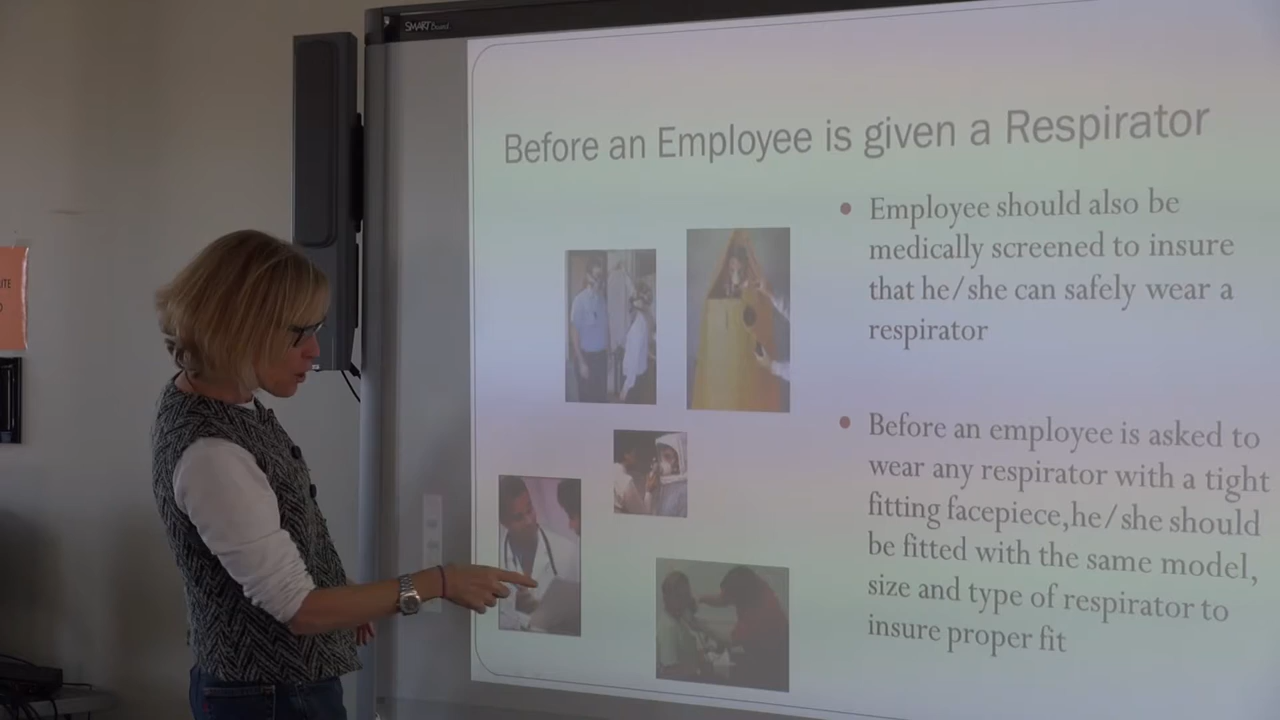 SMART Board
Before an Employee is given a Respirator
• Employee should also be
medically screened to insure
that he/she can safely wear a
respirator
• Before an employee is asked to
wear any respirator with a tight
fitting facepiece,he/she should
be fitted with the same model,
size and type of respirator to
insure proper fit